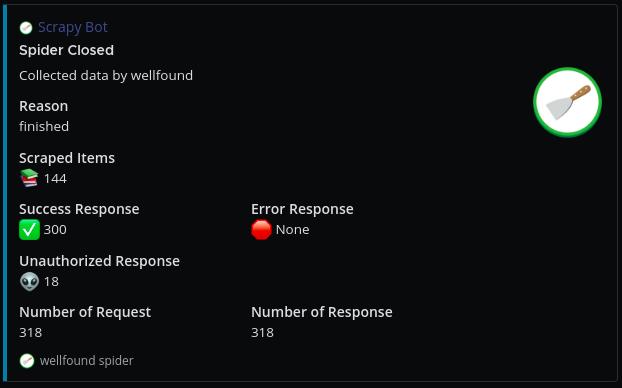 Scrapy Bot
Spider Closed
Collected data by wellfound
Reason
finished
Scraped Items
144
Success Response
300
Error Response
None
Unauthorized Response
18
Number of Request
318
Number of Response
318
wellfound spider